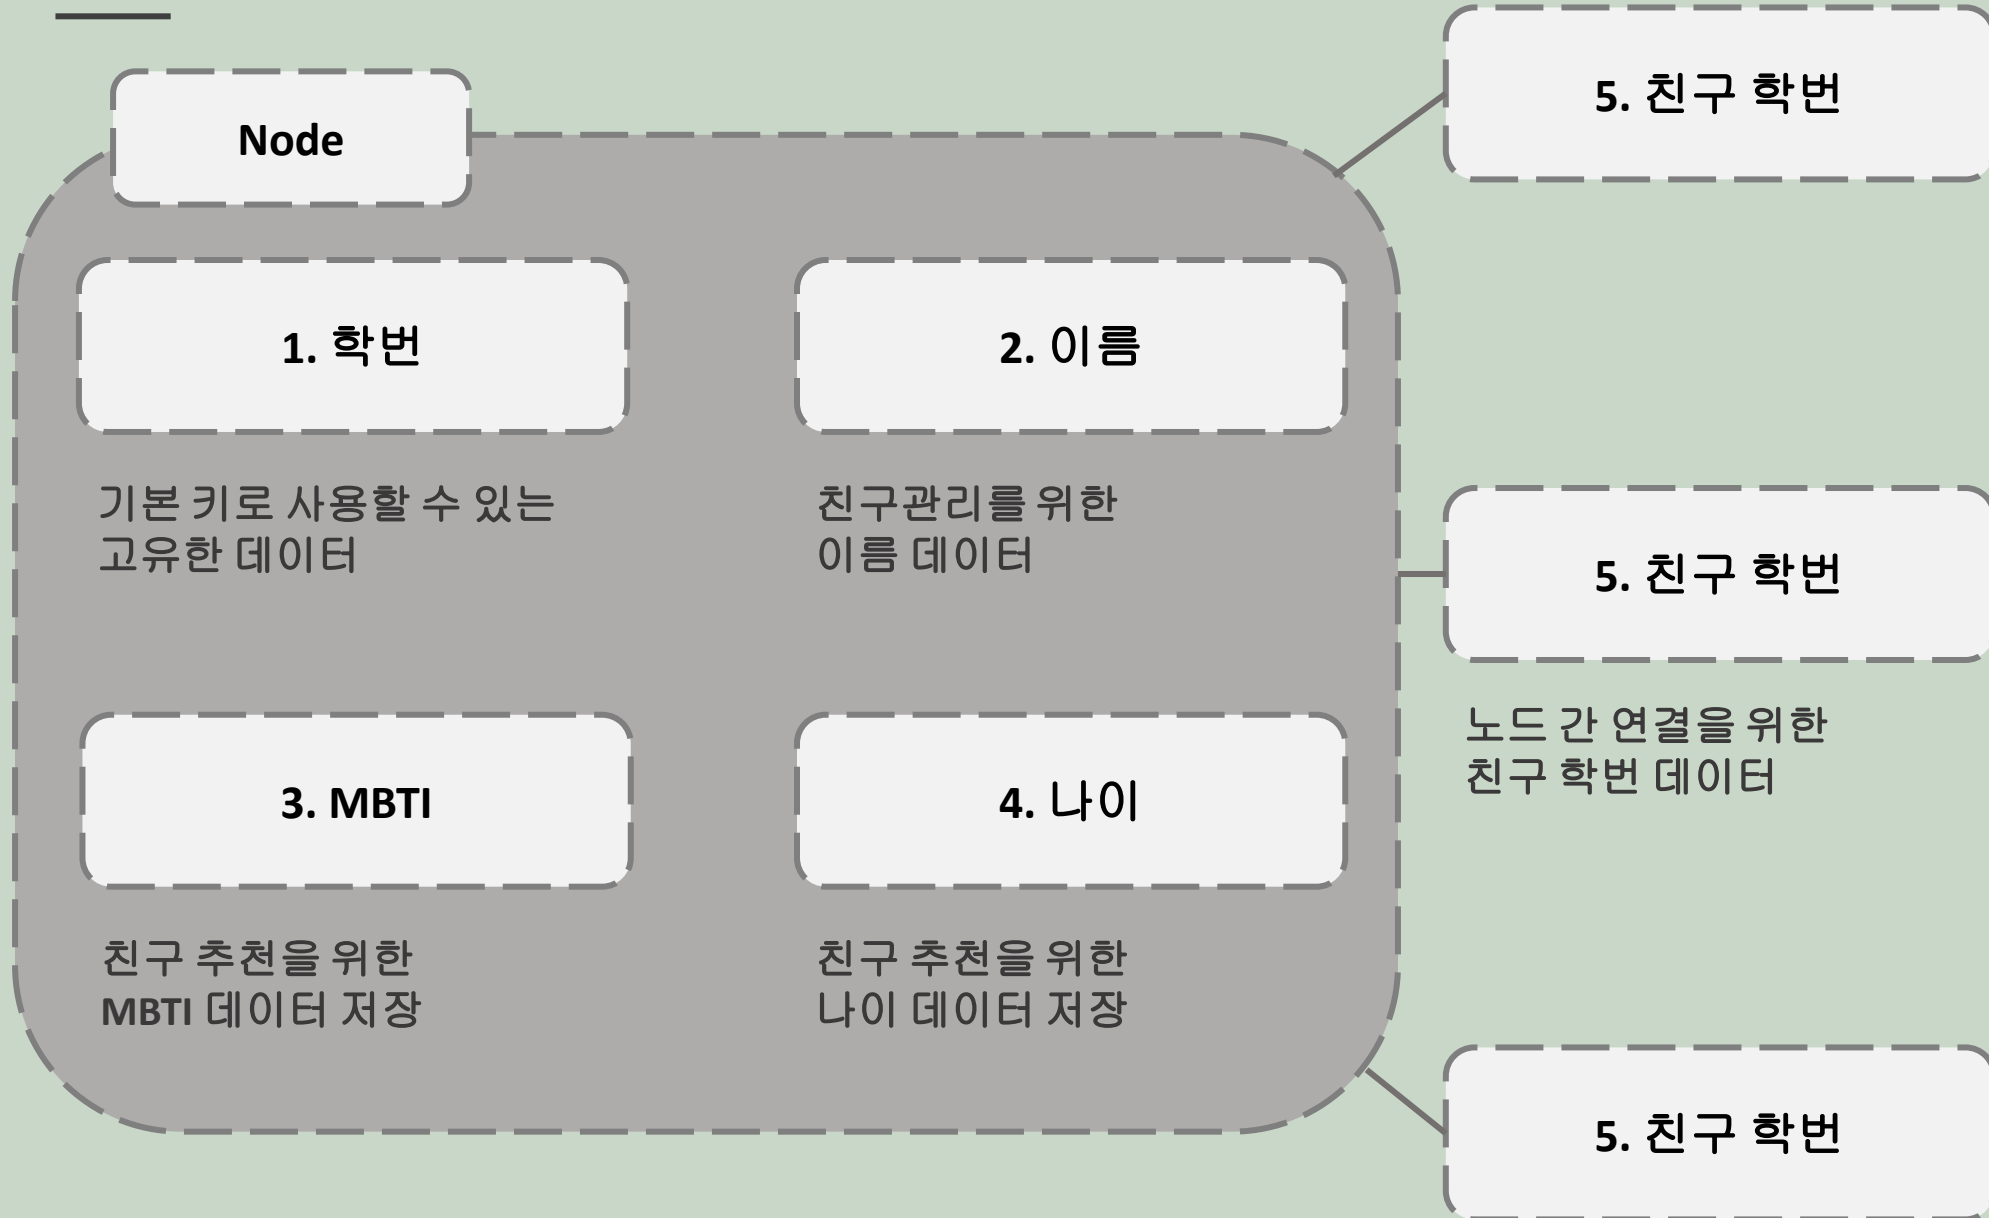 5. 친구 학번
Node
1. 학번
2. 이름
기본 키로 사용할 수 있는
고유한 데이터
친구관리를 위한
이름 데이터
5. 친구 학번
노드 간 연결을 위한
친구 학번 데이터
3. MBTI
4. 나이
친구 추천을 위한
MBTI 데이터 저장
친구 추천을 위한
나이 데이터 저장
5. 친구 학번